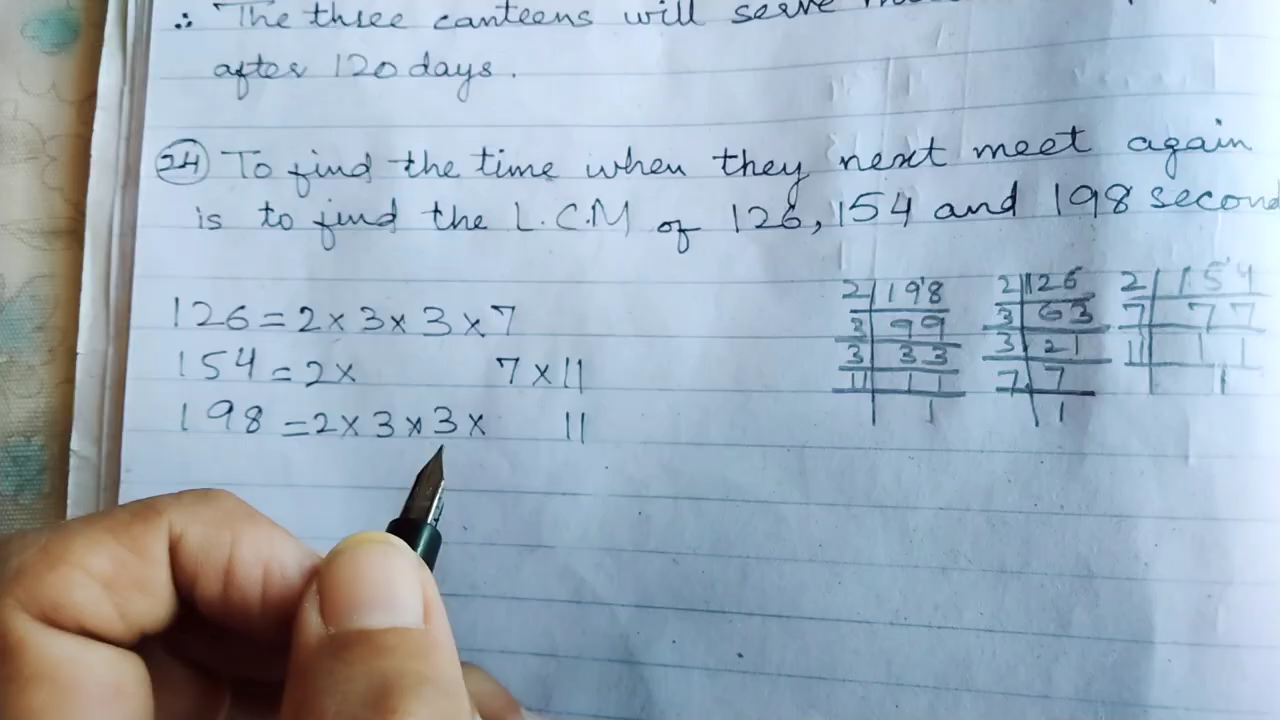 ∴ The three canteens will serve
after 120 days.
24 To find the time when they next meet again
is to find the L.C.M of 126, 154 and 198 second
126 = 2 × 3 × 3 × 7
154 = 2 × 7 × 11
198 = 2 × 3 × 3 × 11
2 198 2 126 2 154
3 99 3 63 7 77
3 33 3 21 11 11
11 11 7 7 1
1 1